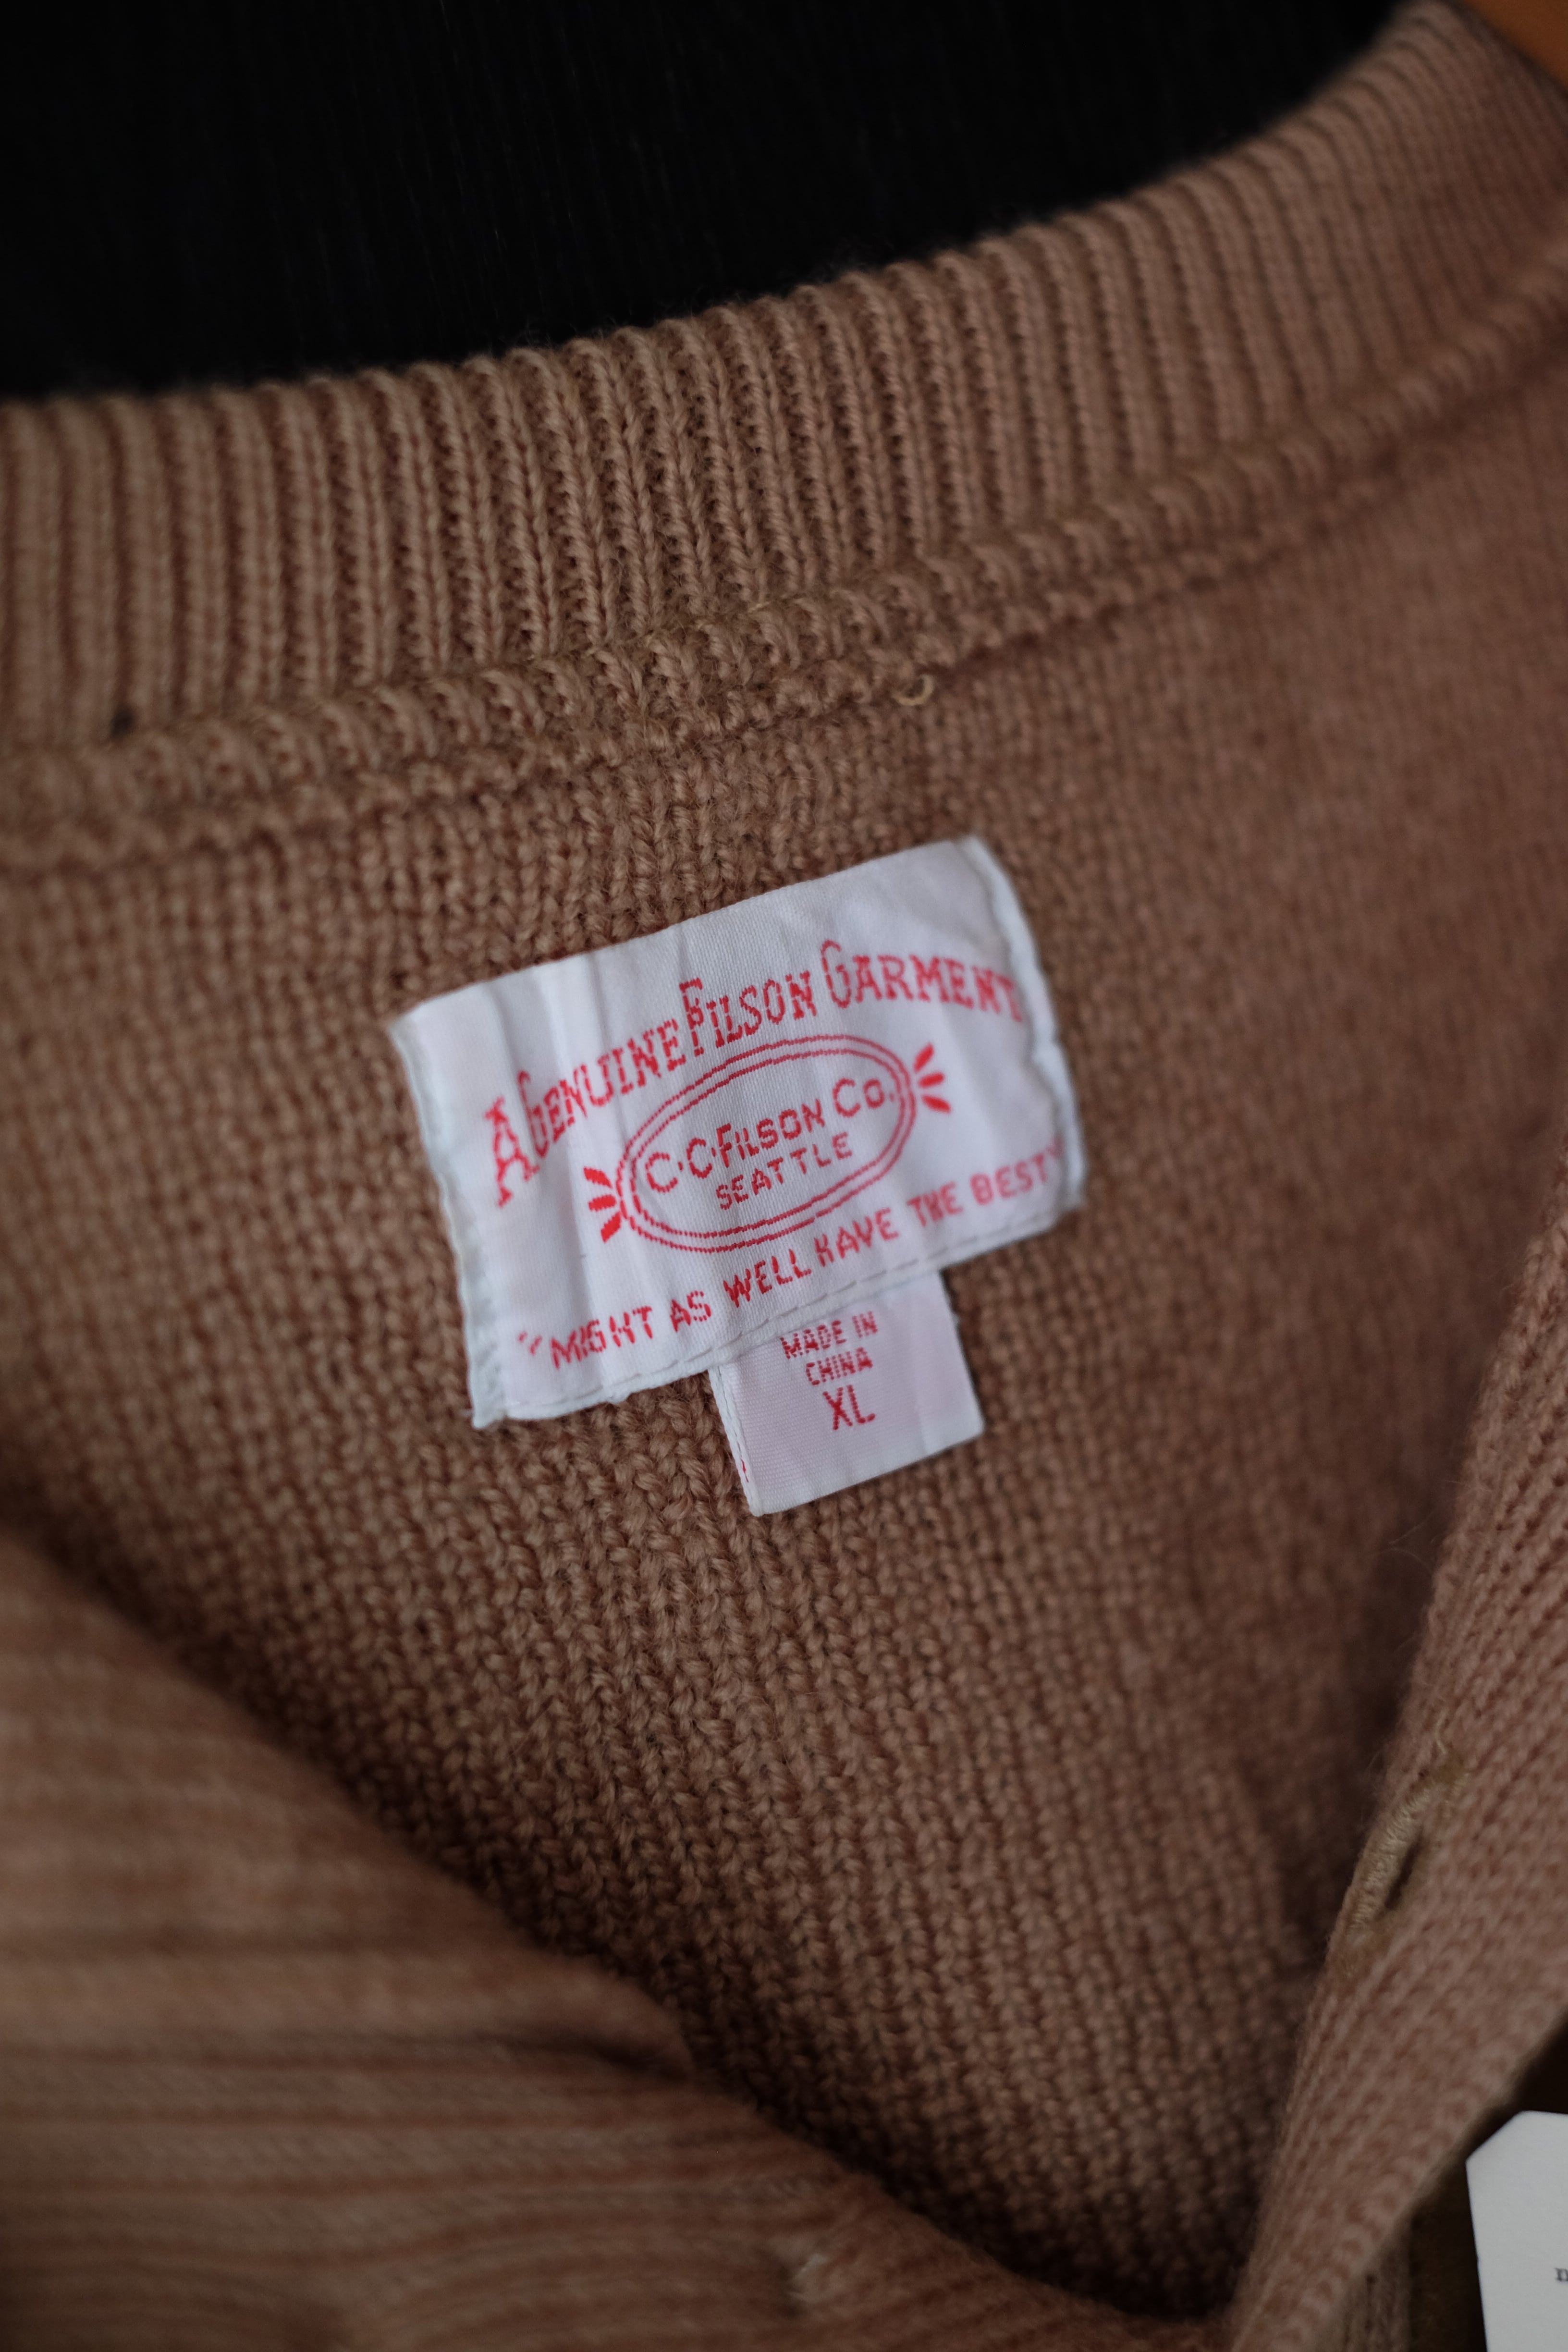 A GENUINE FILSON GARMENT
C·C·FILSON CO.
SEATTLE
"MIGHT AS WELL HAVE THE BEST"
MADE IN
CHINA
XL